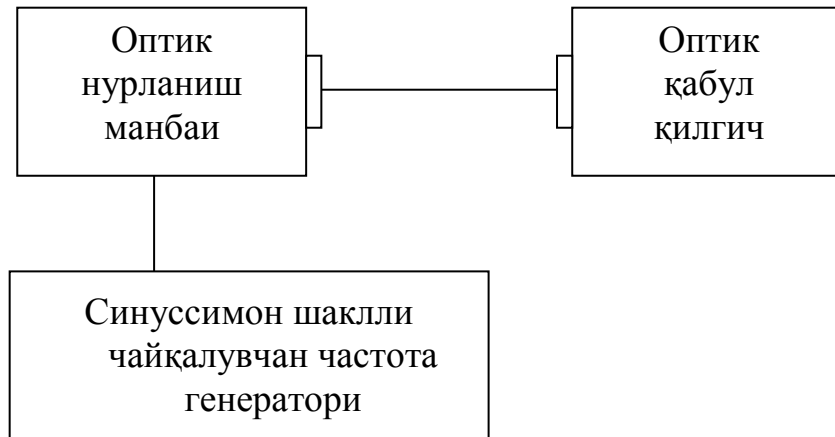 Оптик
нурланиш
манбаи
Оптик
қабул
қилгич
Синуссимон шаклли
чайқалувчан частота
генератори